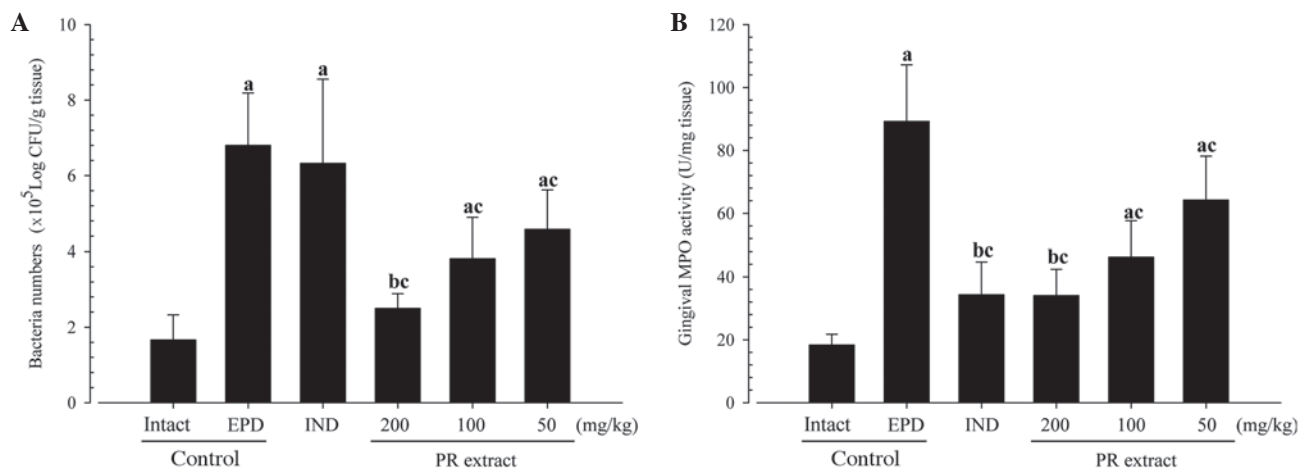 A
Bacteria numbers (x10⁵Log CFU/g tissue)
10
8
6
4
2
0
a
a
bc
ac
ac
Intact EPD IND 200 100 50 (mg/kg)
Control PR extract
B
Gingival MPO activity (U/mg tissue)
120
100
80
60
40
20
0
a
bc
bc
ac
ac
Intact EPD IND 200 100 50 (mg/kg)
Control PR extract